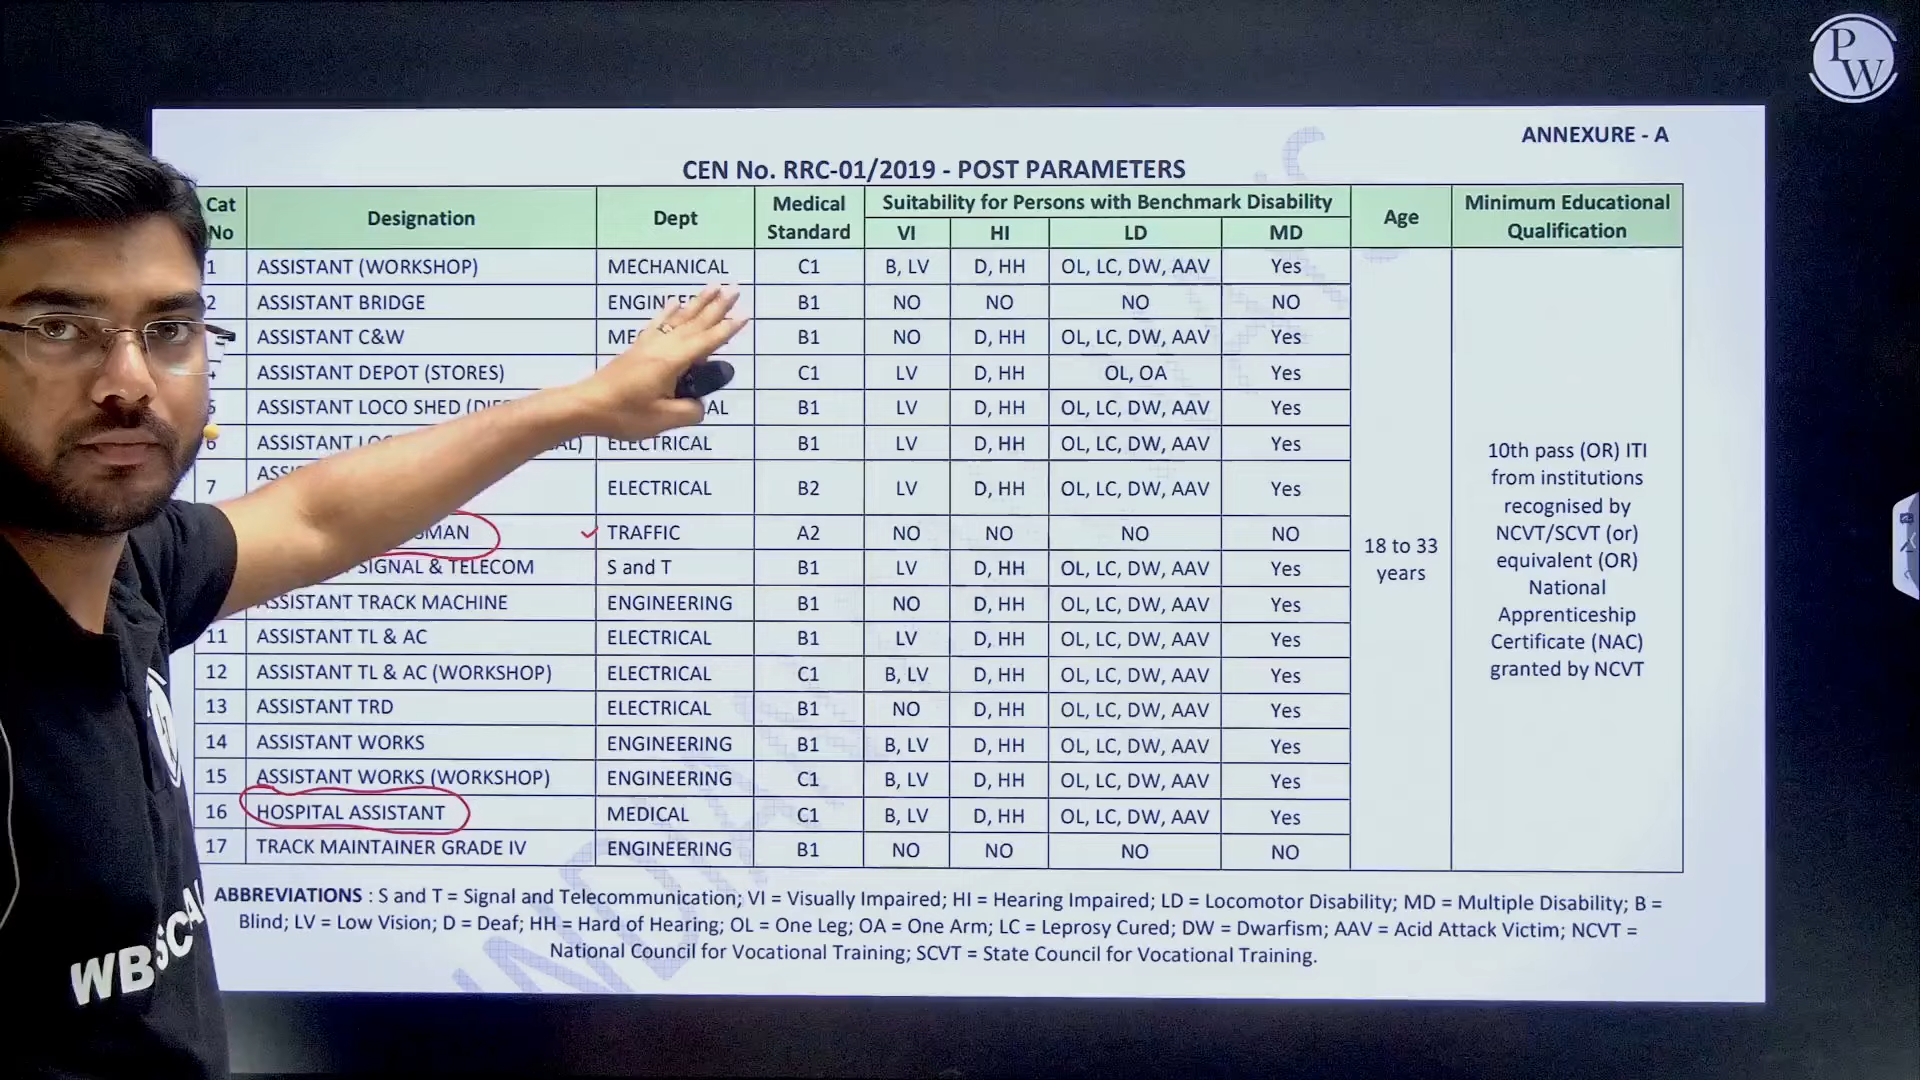 PW
ANNEXURE - A
CEN No. RRC-01/2019 - POST PARAMETERS
Cat No Designation Dept Medical Standard Suitability for Persons with Benchmark Disability Age Minimum Educational Qualification
VI HI LD MD
1 ASSISTANT (WORKSHOP) MECHANICAL C1 B, LV D, HH OL, LC, DW, AAV Yes
2 ASSISTANT BRIDGE B1 NO NO NO NO
ASSISTANT C&W B1 NO D, HH OL, LC, DW, AAV Yes
ASSISTANT DEPOT (STORES) C1 LV D, HH OL, OA Yes
5 ASSISTANT LOCO SHED B1 LV D, HH OL, LC, DW, AAV Yes
6 ASSISTANT ELECTRICAL B1 LV D, HH OL, LC, DW, AAV Yes
7 ELECTRICAL B2 LV D, HH OL, LC, DW, AAV Yes
TRAFFIC A2 NO NO NO NO
SIGNAL & TELECOM S and T B1 LV D, HH OL, LC, DW, AAV Yes
ASSISTANT TRACK MACHINE ENGINEERING B1 NO D, HH OL, LC, DW, AAV Yes
11 ASSISTANT TL & AC ELECTRICAL B1 LV D, HH OL, LC, DW, AAV Yes
12 ASSISTANT TL & AC (WORKSHOP) ELECTRICAL C1 B, LV D, HH OL, LC, DW, AAV Yes
13 ASSISTANT TRD ELECTRICAL B1 NO D, HH OL, LC, DW, AAV Yes
14 ASSISTANT WORKS ENGINEERING B1 B, LV D, HH OL, LC, DW, AAV Yes
15 ASSISTANT WORKS (WORKSHOP) ENGINEERING C1 B, LV D, HH OL, LC, DW, AAV Yes
16 HOSPITAL ASSISTANT MEDICAL C1 B, LV D, HH OL, LC, DW, AAV Yes
17 TRACK MAINTAINER GRADE IV ENGINEERING B1 NO NO NO NO
18 to 33
years
10th pass (OR) ITI
from institutions
recognised by
NCVT/SCVT (or)
equivalent (OR)
National
Apprenticeship
Certificate (NAC)
granted by NCVT
ABBREVIATIONS : S and T = Signal and Telecommunication; VI = Visually Impaired; HI = Hearing Impaired; LD = Locomotor Disability; MD = Multiple Disability; B =
Blind; LV = Low Vision; D = Deaf; HH = Hard of Hearing; OL = One Leg; OA = One Arm; LC = Leprosy Cured; DW = Dwarfism; AAV = Acid Attack Victim; NCVT =
National Council for Vocational Training; SCVT = State Council for Vocational Training.